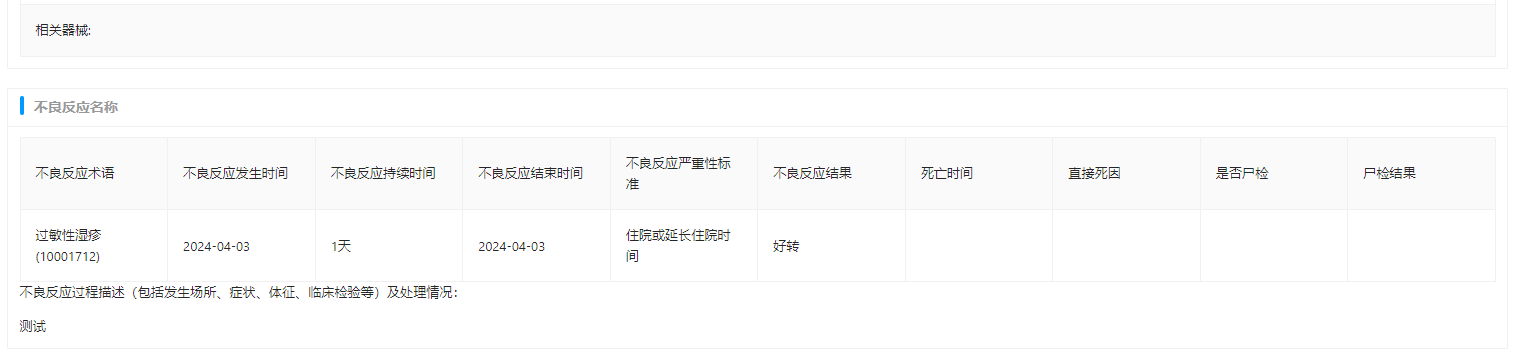 相关器械:
不良反应名称
不良反应术语
不良反应发生时间
不良反应持续时间
不良反应结束时间
不良反应严重性标
准
不良反应结果
死亡时间
直接死因
是否尸检
尸检结果
过敏性湿疹
(10001712)
2024-04-03
1天
2024-04-03
住院或延长住院时
间
好转
不良反应过程描述（包括发生场所、症状、体征、临床检验等）及处理情况：
测试